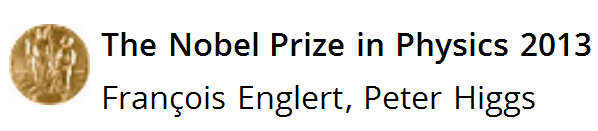 The Nobel Prize in Physics 2013
François Englert, Peter Higgs